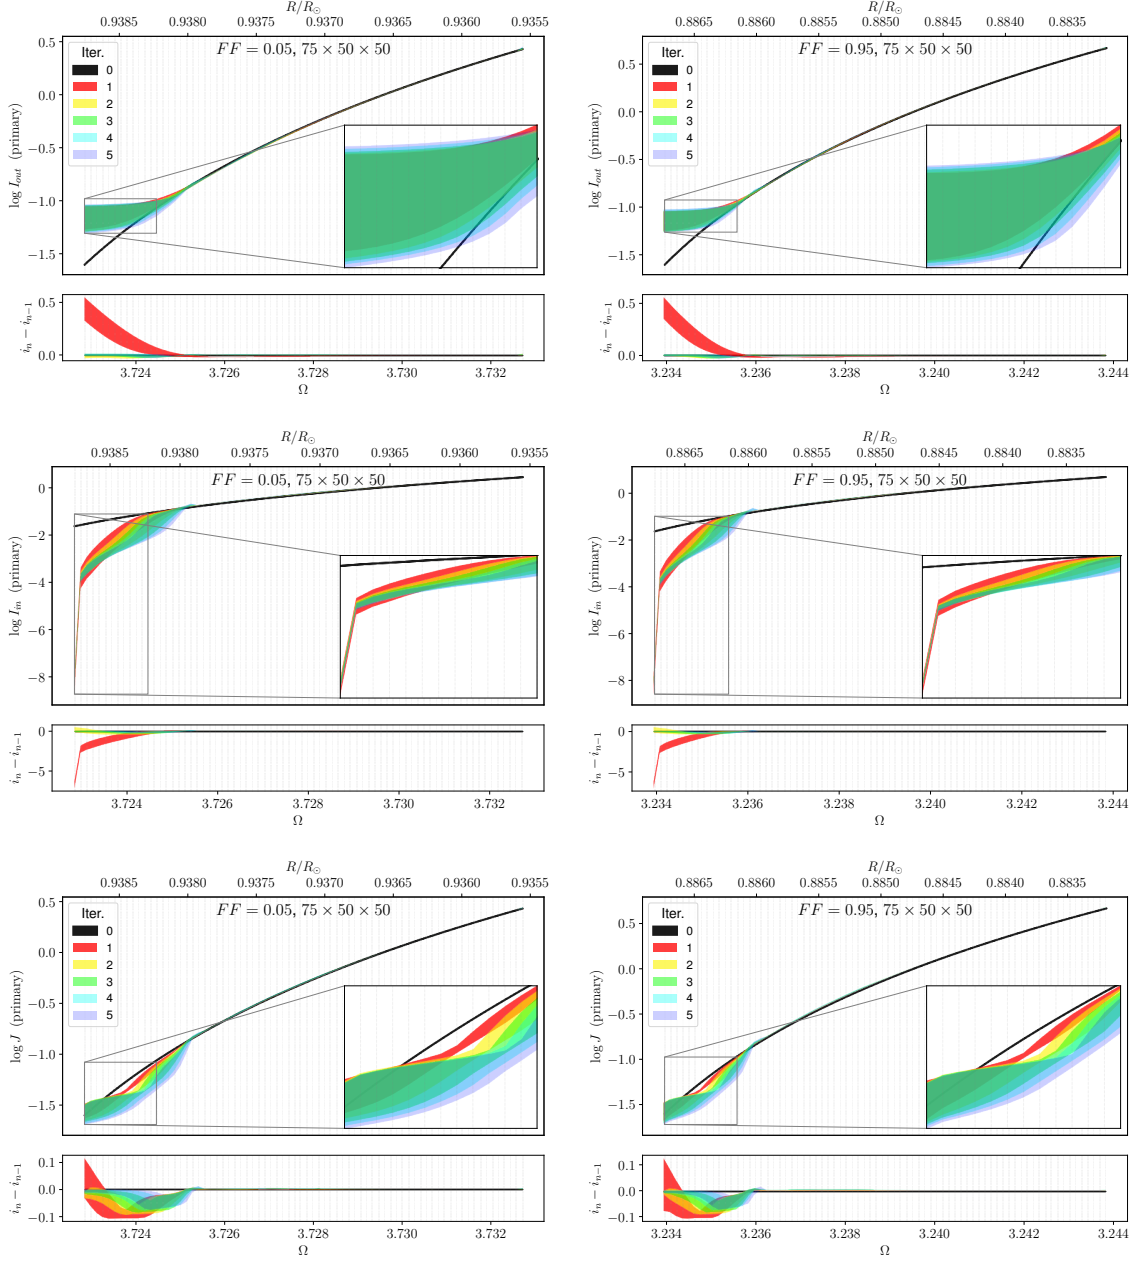 R/R⊙
0.9385 0.9380 0.9375 0.9370 0.9365 0.9360 0.9355
FF = 0.05, 75 × 50 × 50
Iter.
0
1
2
3
4
5
0.5
0.0
−0.5
−1.0
−1.5
log I_out (primary)
0.5
0.0
i_n − i_{n−1}
3.724 3.726 3.728 3.730 3.732
Ω
R/R⊙
0.8865 0.8860 0.8855 0.8850 0.8845 0.8840 0.8835
FF = 0.95, 75 × 50 × 50
Iter.
0
1
2
3
4
5
0.5
0.0
−0.5
−1.0
−1.5
log I_out (primary)
0.5
0.0
i_n − i_{n−1}
3.234 3.236 3.238 3.240 3.242 3.244
Ω
R/R⊙
0.9385 0.9380 0.9375 0.9370 0.9365 0.9360 0.9355
FF = 0.05, 75 × 50 × 50
0
−2
−4
−6
−8
log I_in (primary)
0
−5
i_n − i_{n−1}
3.724 3.726 3.728 3.730 3.732
Ω
R/R⊙
0.8865 0.8860 0.8855 0.8850 0.8845 0.8840 0.8835
FF = 0.95, 75 × 50 × 50
0
−2
−4
−6
−8
log I_in (primary)
0
−5
i_n − i_{n−1}
3.234 3.236 3.238 3.240 3.242 3.244
Ω
R/R⊙
0.9385 0.9380 0.9375 0.9370 0.9365 0.9360 0.9355
FF = 0.05, 75 × 50 × 50
Iter.
0
1
2
3
4
5
0.5
0.0
−0.5
−1.0
−1.5
log J (primary)
0.1
0.0
−0.1
i_n − i_{n−1}
3.724 3.726 3.728 3.730 3.732
Ω
R/R⊙
0.8865 0.8860 0.8855 0.8850 0.8845 0.8840 0.8835
FF = 0.95, 75 × 50 × 50
Iter.
0
1
2
3
4
5
0.5
0.0
−0.5
−1.0
−1.5
log J (primary)
0.1
0.0
−0.1
i_n − i_{n−1}
3.234 3.236 3.238 3.240 3.242 3.244
Ω